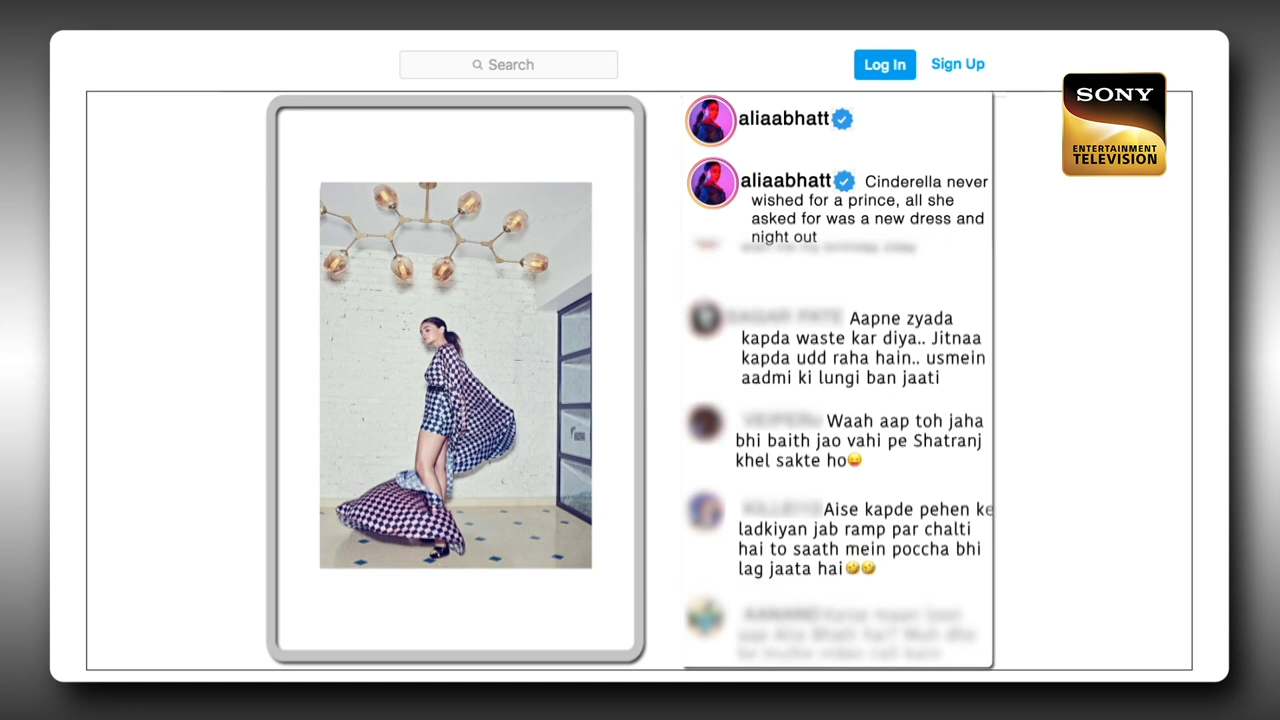 Search
Log In
Sign Up
SONY
ENTERTAINMENT
TELEVISION
aliaabhatt
aliaabhatt Cinderella never
wished for a prince, all she
asked for was a new dress and
night out
Aapne zyada
kapda waste kar diya.. Jitnaa
kapda udd raha hain.. usmein
aadmi ki lungi ban jaati
Waah aap toh jaha
bhi baith jao vahi pe Shatranj
khel sakte ho😛
Aise kapde pehen ke
ladkiyan jab ramp par chalti
hai to saath mein poccha bhi
lag jaata hai🤣🤣